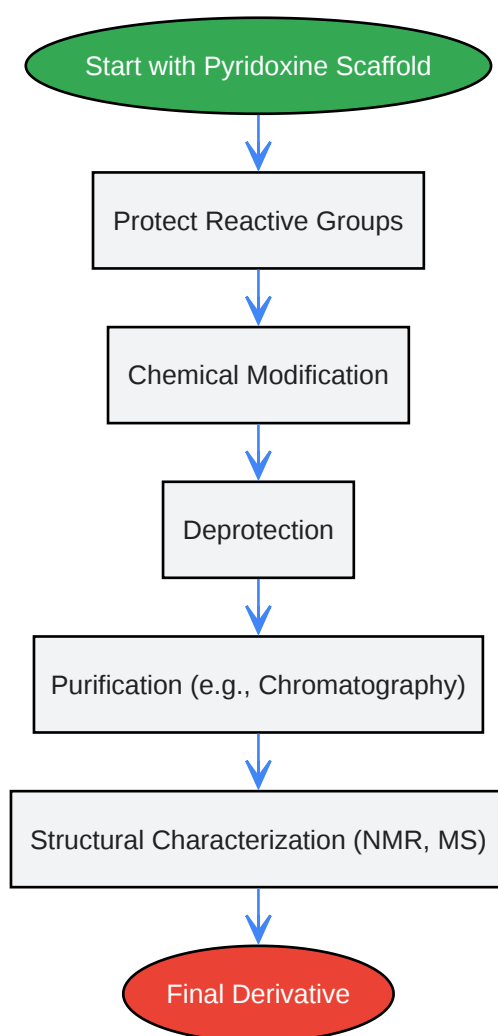 Start with Pyridoxine Scaffold
Protect Reactive Groups
Chemical Modification
Deprotection
Purification (e.g., Chromatography)
Structural Characterization (NMR, MS)
Final Derivative